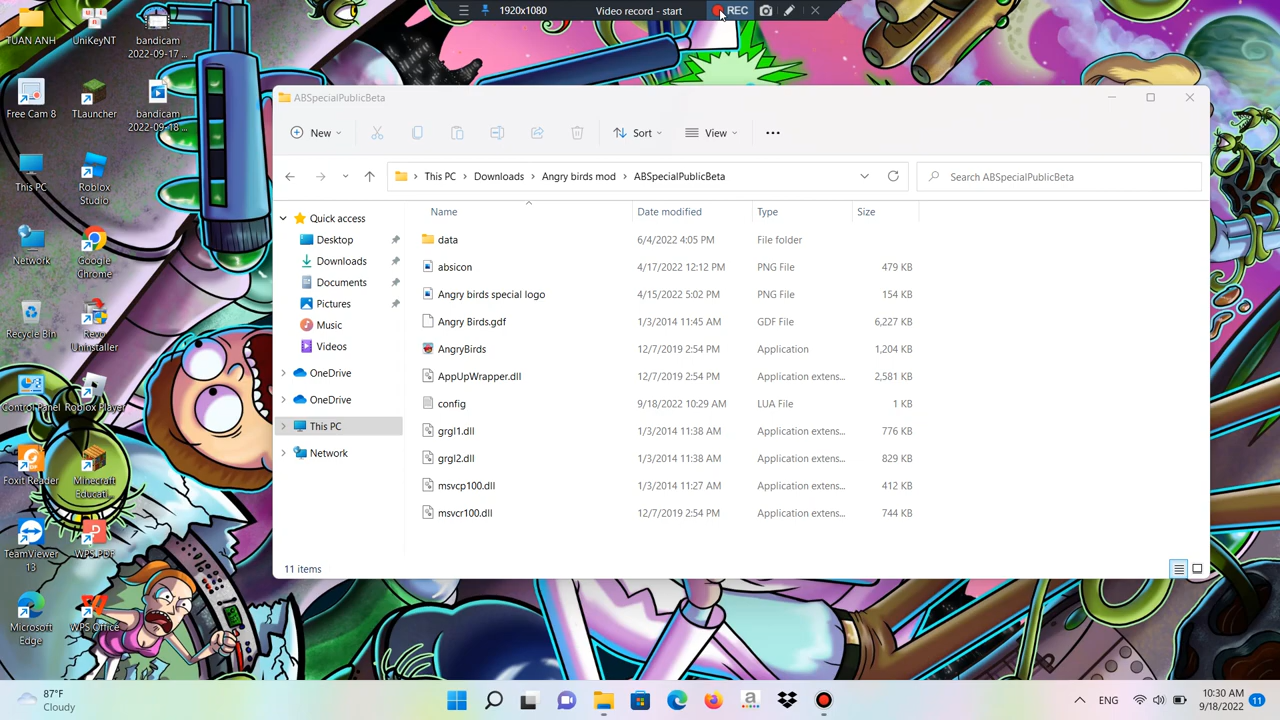 1920x1080
Video record - start
REC
TUAN ANH
UniKeyNT
bandicam
2022-09-17 ...
Free Cam 8
TLauncher
bandicam
2022-09-18 ...
This PC
Roblox
Studio
Network
Google
Chrome
Recycle Bin
Revo
Uninstaller
Control Panel
Roblox Player
Foxit Reader
Minecraft
Educati...
TeamViewer
13
WPS PDF
Microsoft
Edge
WPS Office
ABSpecialPublicBeta
New
Sort
View
This PC
Downloads
Angry birds mod
ABSpecialPublicBeta
Search ABSpecialPublicBeta
Quick access
Desktop
Downloads
Documents
Pictures
Music
Videos
OneDrive
OneDrive
This PC
Network
Name Date modified Type Size
data 6/4/2022 4:05 PM File folder
absicon 4/17/2022 12:12 PM PNG File 479 KB
Angry birds special logo 4/15/2022 5:02 PM PNG File 154 KB
Angry Birds.gdf 1/3/2014 11:45 AM GDF File 6,227 KB
AngryBirds 12/7/2019 2:54 PM Application 1,204 KB
AppUpWrapper.dll 12/7/2019 2:54 PM Application extens... 2,581 KB
config 9/18/2022 10:29 AM LUA File 1 KB
grgl1.dll 1/3/2014 11:38 AM Application extens... 776 KB
grgl2.dll 1/3/2014 11:38 AM Application extens... 829 KB
msvcp100.dll 1/3/2014 11:27 AM Application extens... 412 KB
msvcr100.dll 12/7/2019 2:54 PM Application extens... 744 KB
11 items
87°F
Cloudy
ENG
10:30 AM
9/18/2022
11